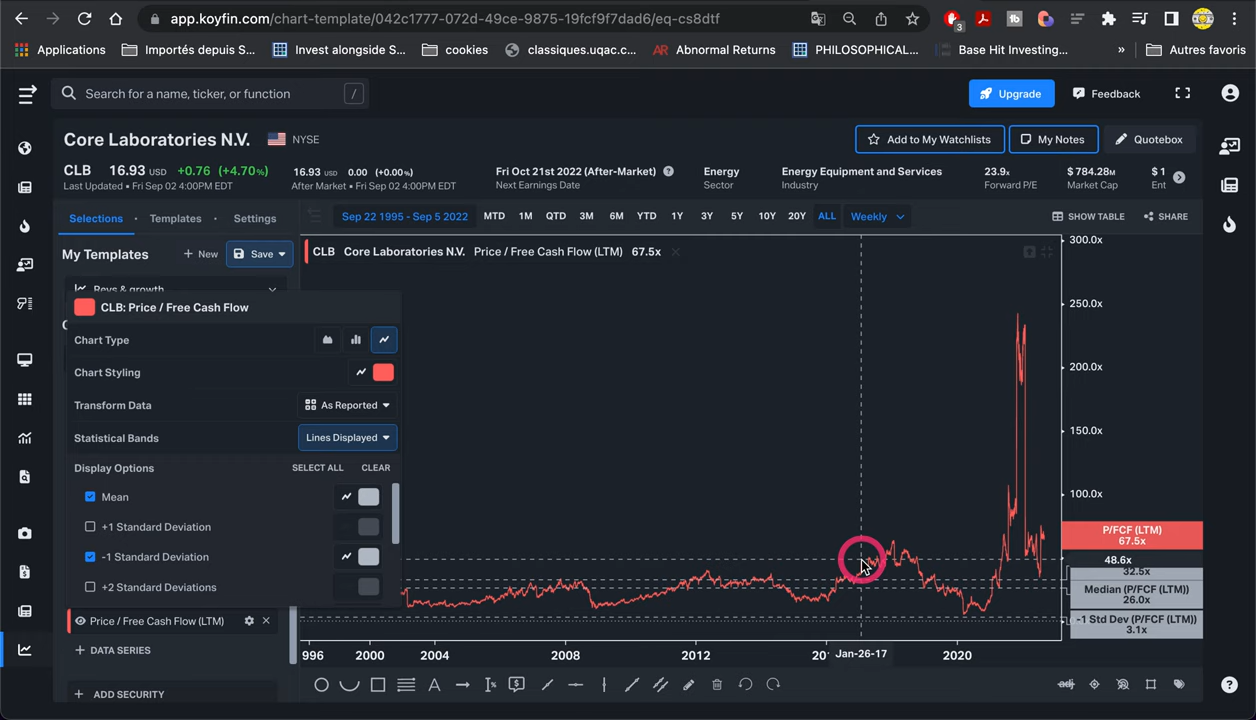 app.koyfin.com/chart-template/042c1777-072d-49ce-9875-19fcf9f7dad6/eq-cs8dtf
3
Applications
Importés depuis S...
Invest alongside S...
cookies
classiques.uqac.c...
AR
Abnormal Returns
PHILOSOPHICAL...
Base Hit Investing...
»
Autres favoris
Search for a name, ticker, or function
/
Upgrade
Feedback
Core Laboratories N.V.
NYSE
Add to My Watchlists
My Notes
Quotebox
CLB 16.93 USD +0.76 (+4.70%)
Last Updated • Fri Sep 02 4:00PM EDT
16.93 USD 0.00 (+0.00%)
After Market • Fri Sep 02 4:00PM EDT
Fri Oct 21st 2022 (After-Market)
Next Earnings Date
Energy
Sector
Energy Equipment and Services
Industry
23.9x
Forward P/E
$ 784.28M
Market Cap
$ 1
Ent
Selections • Templates • Settings
Sep 22 1995 - Sep 5 2022
MTD 1M QTD 3M 6M YTD 1Y 3Y 5Y 10Y 20Y ALL
Weekly
SHOW TABLE
SHARE
My Templates
+ New
Save
Revs & growth
CLB Core Laboratories N.V. Price / Free Cash Flow (LTM) 67.5x
CLB: Price / Free Cash Flow
Chart Type
Chart Styling
Transform Data
As Reported
Statistical Bands
Lines Displayed
Display Options
SELECT ALL
CLEAR
Mean
+1 Standard Deviation
-1 Standard Deviation
+2 Standard Deviations
Price / Free Cash Flow (LTM)
+ DATA SERIES
+ ADD SECURITY
300.0x
250.0x
200.0x
150.0x
100.0x
P/FCF (LTM)
67.5x
48.6x
32.5x
Median (P/FCF (LTM))
26.0x
-1 Std Dev (P/FCF (LTM))
3.1x
996
2000
2004
2008
2012
20
Jan-26-17
2020
A
adj
?